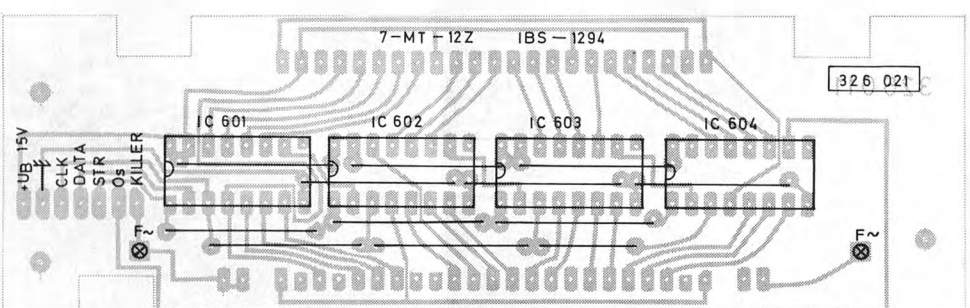 7-MT-12Z IBS-1294
326 021
IC 601 IC 602 IC 603 IC 604
+UB 15V
CLK
DATA
STR
Os
KILLER
F~ F~